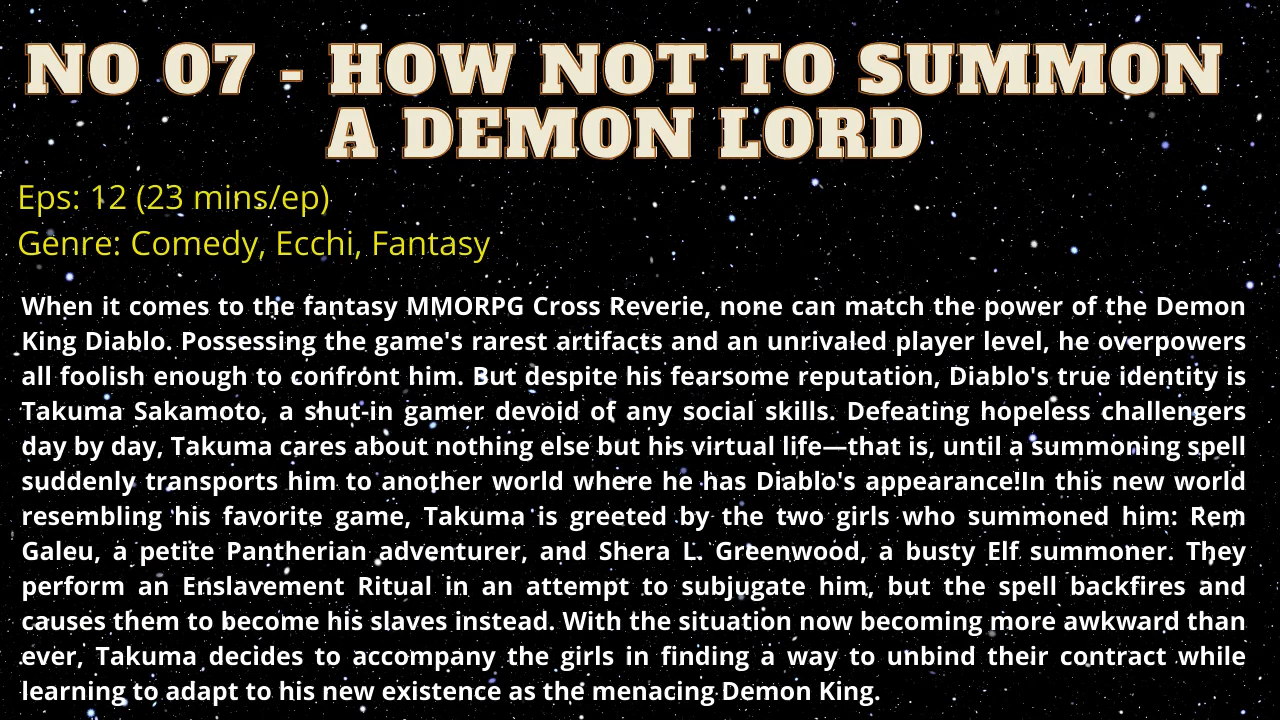 NO 07 - HOW NOT TO SUMMON
A DEMON LORD
Eps: 12 (23 mins/ep)
Genre: Comedy, Ecchi, Fantasy
When it comes to the fantasy MMORPG Cross Reverie, none can match the power of the Demon
King Diablo. Possessing the game's rarest artifacts and an unrivaled player level, he overpowers
all foolish enough to confront him. But despite his fearsome reputation, Diablo's true identity is
Takuma Sakamoto, a shut-in gamer devoid of any social skills. Defeating hopeless challengers
day by day, Takuma cares about nothing else but his virtual life—that is, until a summoning spell
suddenly transports him to another world where he has Diablo's appearance!In this new world
resembling his favorite game, Takuma is greeted by the two girls who summoned him: Rem
Galeu, a petite Pantherian adventurer, and Shera L. Greenwood, a busty Elf summoner. They
perform an Enslavement Ritual in an attempt to subjugate him, but the spell backfires and
causes them to become his slaves instead. With the situation now becoming more awkward than
ever, Takuma decides to accompany the girls in finding a way to unbind their contract while
learning to adapt to his new existence as the menacing Demon King.